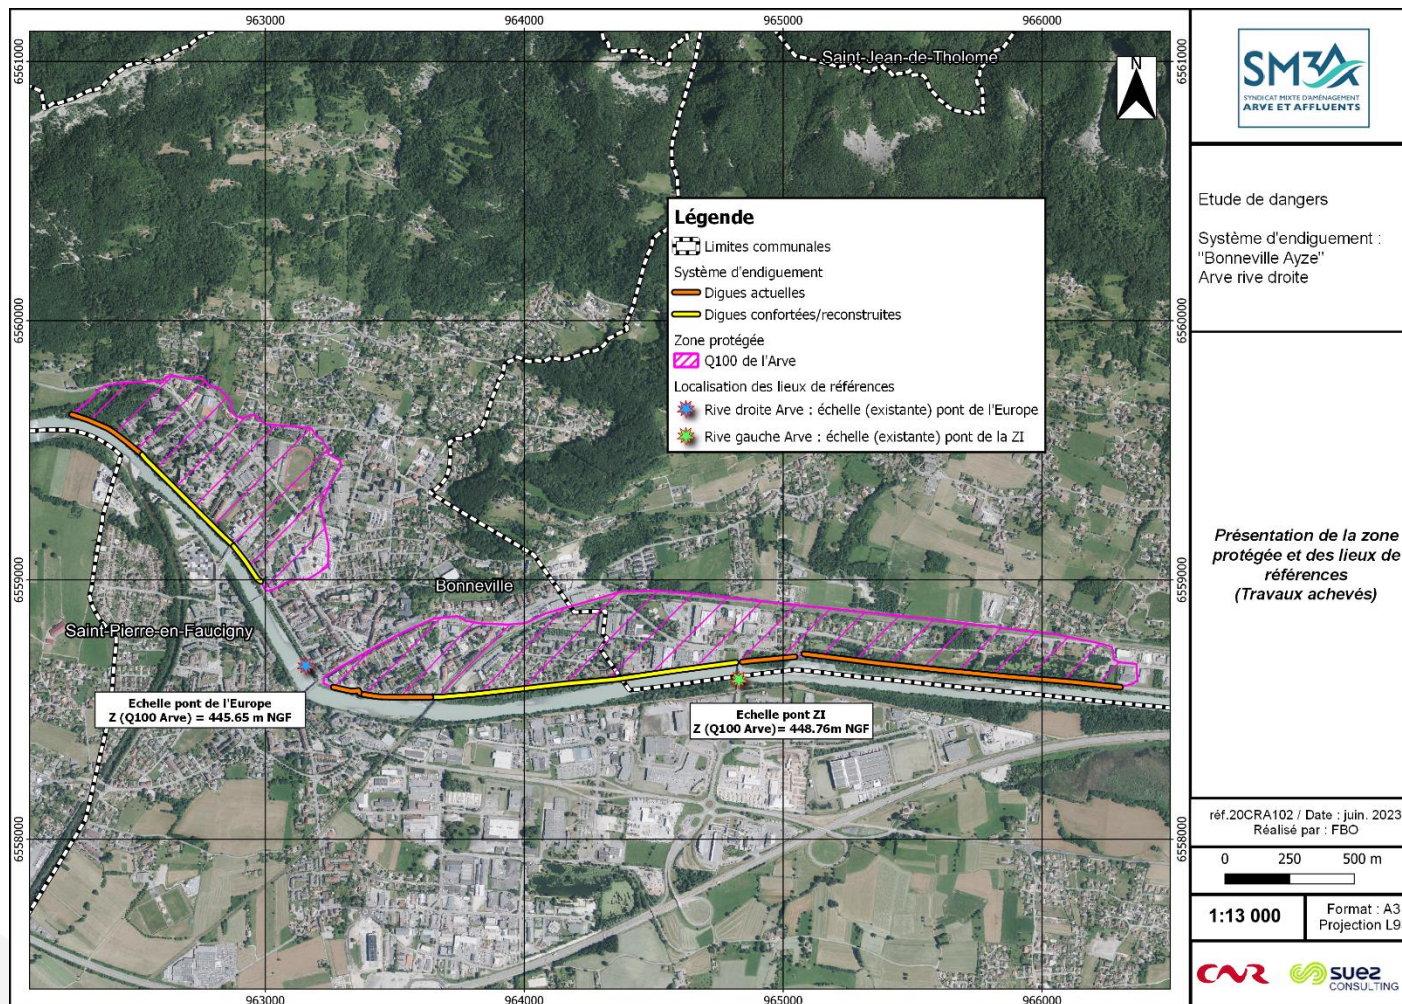 963000
964000
965000
966000
6561000
6561000
Saint-Jean-de-Tholome
N
Légende
Limites communales
Système d'endiguement
Digues actuelles
Digues confortées/reconstruites
Zone protégée
Q100 de l'Arve
Localisation des lieux de références
Rive droite Arve : échelle (existante) pont de l'Europe
Rive gauche Arve : échelle (existante) pont de la ZI
6560000
6560000
6559000
6559000
Bonneville
Saint-Pierre-en-Faucigny
Echelle pont de l'Europe
Z (Q100 Arve) = 445.65 m NGF
Echelle pont ZI
Z (Q100 Arve)= 448.76m NGF
6558000
6558000
963000
964000
965000
966000
SM3A
SYNDICAT MIXTE D'AMÉNAGEMENT
ARVE ET AFFLUENTS
Etude de dangers
Système d'endiguement :
"Bonneville Ayze"
Arve rive droite
Présentation de la zone
protégée et des lieux de
références
(Travaux achevés)
réf.20CRA102 / Date : juin. 2023
Réalisé par : FBO
0 250 500 m
1:13 000
Format : A3
Projection L9
CNR
suez
CONSULTING